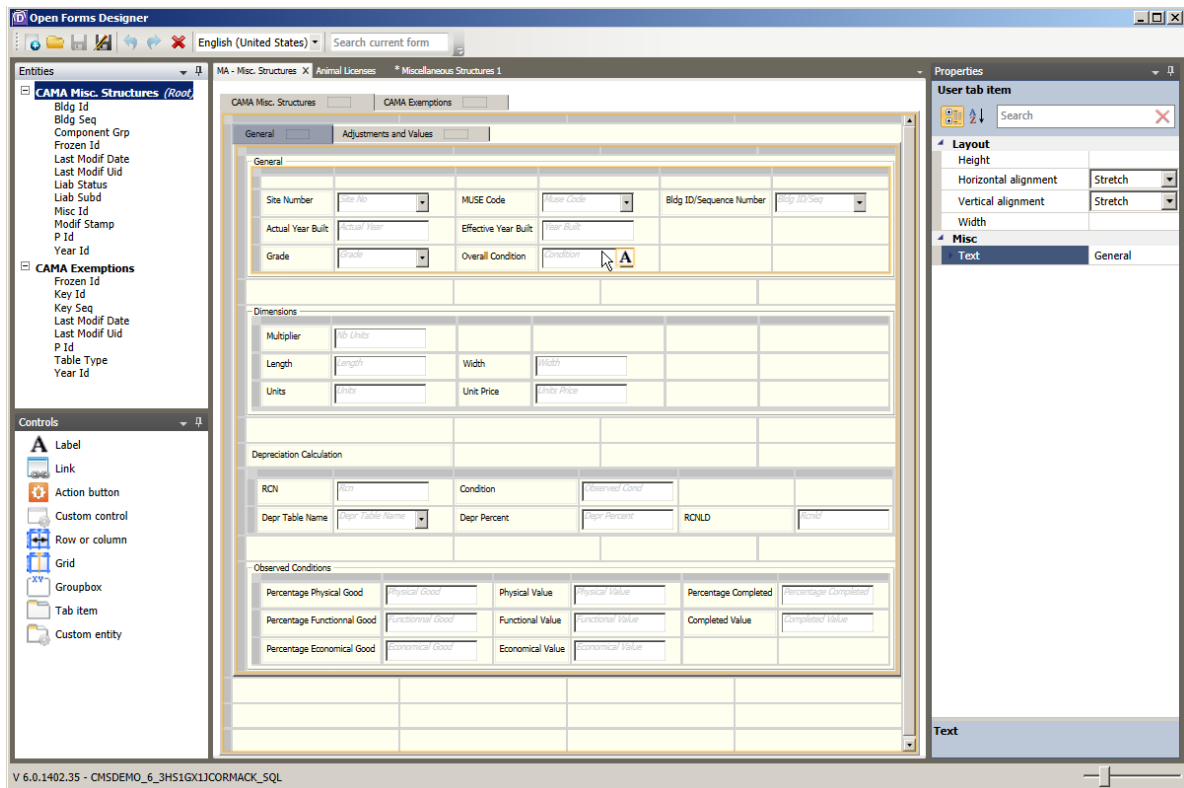 Open Forms Designer
English (United States) Search current form
Entities
CAMA Misc. Structures (Root)
Bldg Id
Bldg Seq
Component Grp
Frozen Id
Last Modif Date
Last Modif Uid
Liab Status
Liab Subd
Misc Id
Modif Stamp
P Id
Year Id
CAMA Exemptions
Frozen Id
Key Id
Key Seq
Last Modif Date
Last Modif Uid
P Id
Table Type
Year Id
Controls
A Label
Link
Action button
Custom control
Row or column
Grid
XY Groupbox
Tab item
Custom entity
MA - Misc. Structures X Animal Licenses * Miscellaneous Structures 1
CAMA Misc. Structures CAMA Exemptions
General Adjustments and Values
General
Site Number Site No MUSE Code Muse Code Bldg ID/Sequence Number Bldg ID/Seq
Actual Year Built Actual Year Effective Year Built Year Built
Grade Grade Overall Condition Condition A
Dimensions
Multiplier Nb Units
Length Length Width Width
Units Units Unit Price Units Price
Depreciation Calculation
RCN Rcn Condition Observed Cond
Depr Table Name Depr Table Name Depr Percent Depr Percent RCNLD Rcnld
Observed Conditions
Percentage Physical Good Physical Good Physical Value Physical Value Percentage Completed Percentage Completed
Percentage Functionnal Good Functionnal Good Functional Value Functional Value Completed Value Completed Value
Percentage Economical Good Economical Good Economical Value Economical Value
Properties
User tab item
Search
Layout
Height
Horizontal alignment Stretch
Vertical alignment Stretch
Width
Misc
Text General
Text
V 6.0.1402.35 - CMSDEMO_6_3HS1GX1JCORMACK_SQL